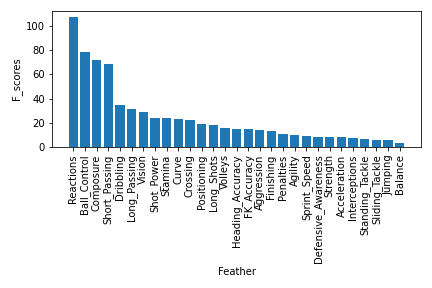 F_scores
100
80
60
40
20
0
Reactions
Ball_Control
Composure
Short_Passing
Dribbling
Long_Passing
Vision
Shot_Power
Stamina
Curve
Crossing
Positioning
Long_Shots
Volleys
Heading_Accuracy
FK_Accuracy
Aggression
Finishing
Penalties
Agility
Sprint_Speed
Defensive_Awareness
Strength
Acceleration
Interceptions
Standing_Tackle
Sliding_Tackle
Jumping
Balance
Feather